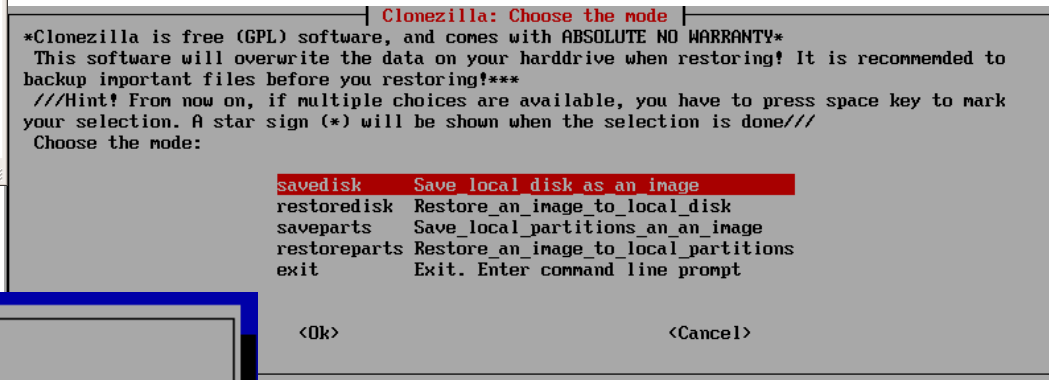 Clonezilla: Choose the mode
*Clonezilla is free (GPL) software, and comes with ABSOLUTE NO WARRANTY*
This software will overwrite the data on your harddrive when restoring! It is recommended to
backup important files before you restoring!***
///Hint! From now on, if multiple choices are available, you have to press space key to mark
your selection. A star sign (*) will be shown when the selection is done///
Choose the mode:
savedisk Save_local_disk_as_an_image
restoredisk Restore_an_image_to_local_disk
saveparts Save_local_partitions_an_an_image
restoreparts Restore_an_image_to_local_partitions
exit Exit. Enter command line prompt
<Ok> <Cancel>